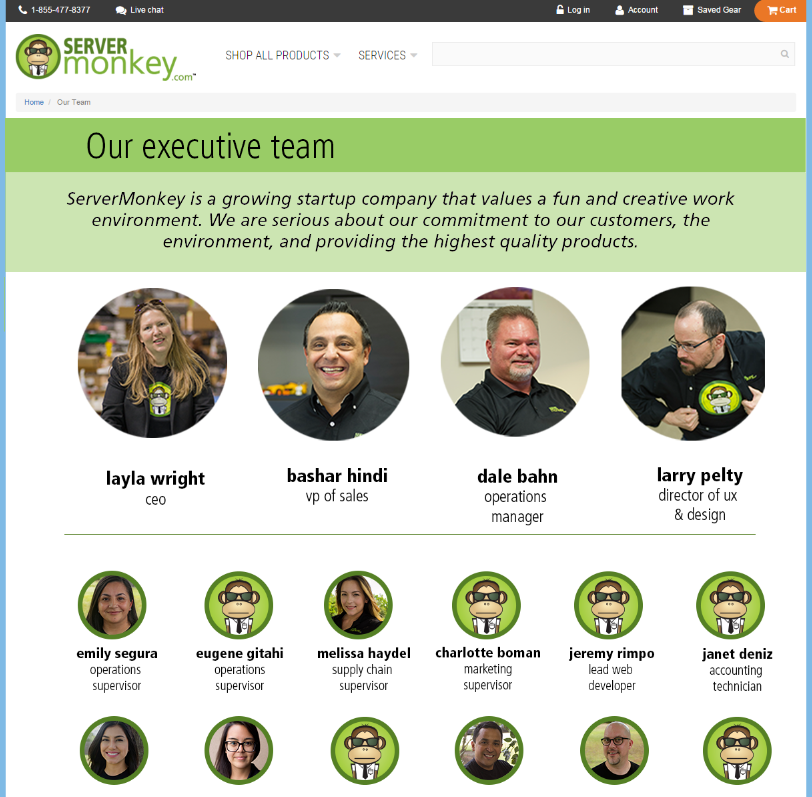 1-855-477-8377 Live chat Log in Account Saved Gear Cart
SERVER
monkey.com™
SHOP ALL PRODUCTS SERVICES
Home / Our Team
Our executive team
ServerMonkey is a growing startup company that values a fun and creative work
environment. We are serious about our commitment to our customers, the
environment, and providing the highest quality products.
layla wright
ceo
bashar hindi
vp of sales
dale bahn
operations
manager
larry pelty
director of ux
& design
emily segura
operations
supervisor
eugene gitahi
operations
supervisor
melissa haydel
supply chain
supervisor
charlotte boman
marketing
supervisor
jeremy rimpo
lead web
developer
janet deniz
accounting
technician